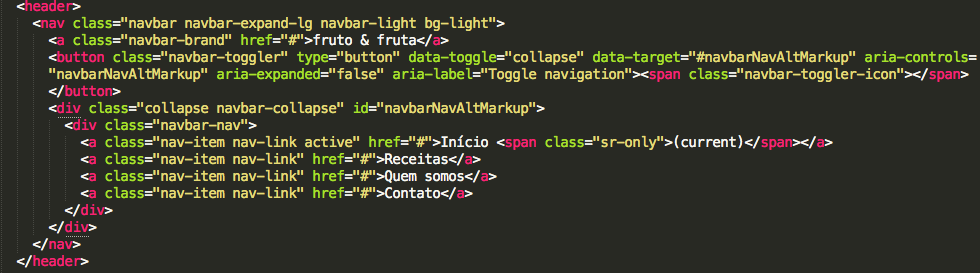 <header>
<nav class="navbar navbar-expand-lg navbar-light bg-light">
<a class="navbar-brand" href="#">fruto & fruta</a>
<button class="navbar-toggler" type="button" data-toggle="collapse" data-target="#navbarNavAltMarkup" aria-controls=
"navbarNavAltMarkup" aria-expanded="false" aria-label="Toggle navigation"><span class="navbar-toggler-icon"></span>
</button>
<div class="collapse navbar-collapse" id="navbarNavAltMarkup">
<div class="navbar-nav">
<a class="nav-item nav-link active" href="#">Início <span class="sr-only">(current)</span></a>
<a class="nav-item nav-link" href="#">Receitas</a>
<a class="nav-item nav-link" href="#">Quem somos</a>
<a class="nav-item nav-link" href="#">Contato</a>
</div>
</div>
</nav>
</header>